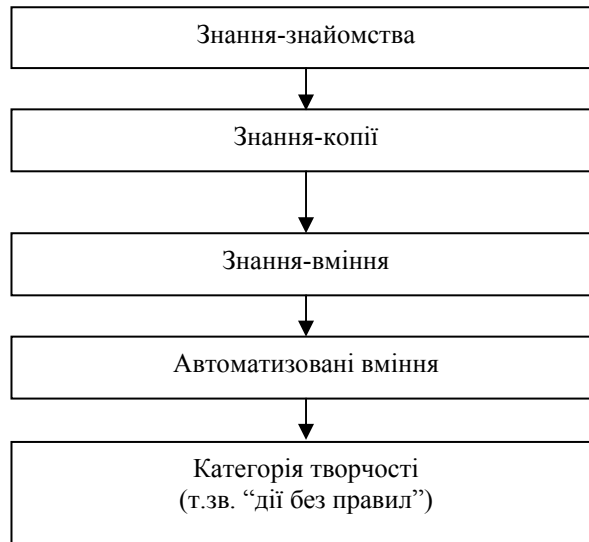 Знання-знайомства
Знання-копії
Знання-вміння
Автоматизовані вміння
Категорія творчості
(т.зв. “дії без правил”)